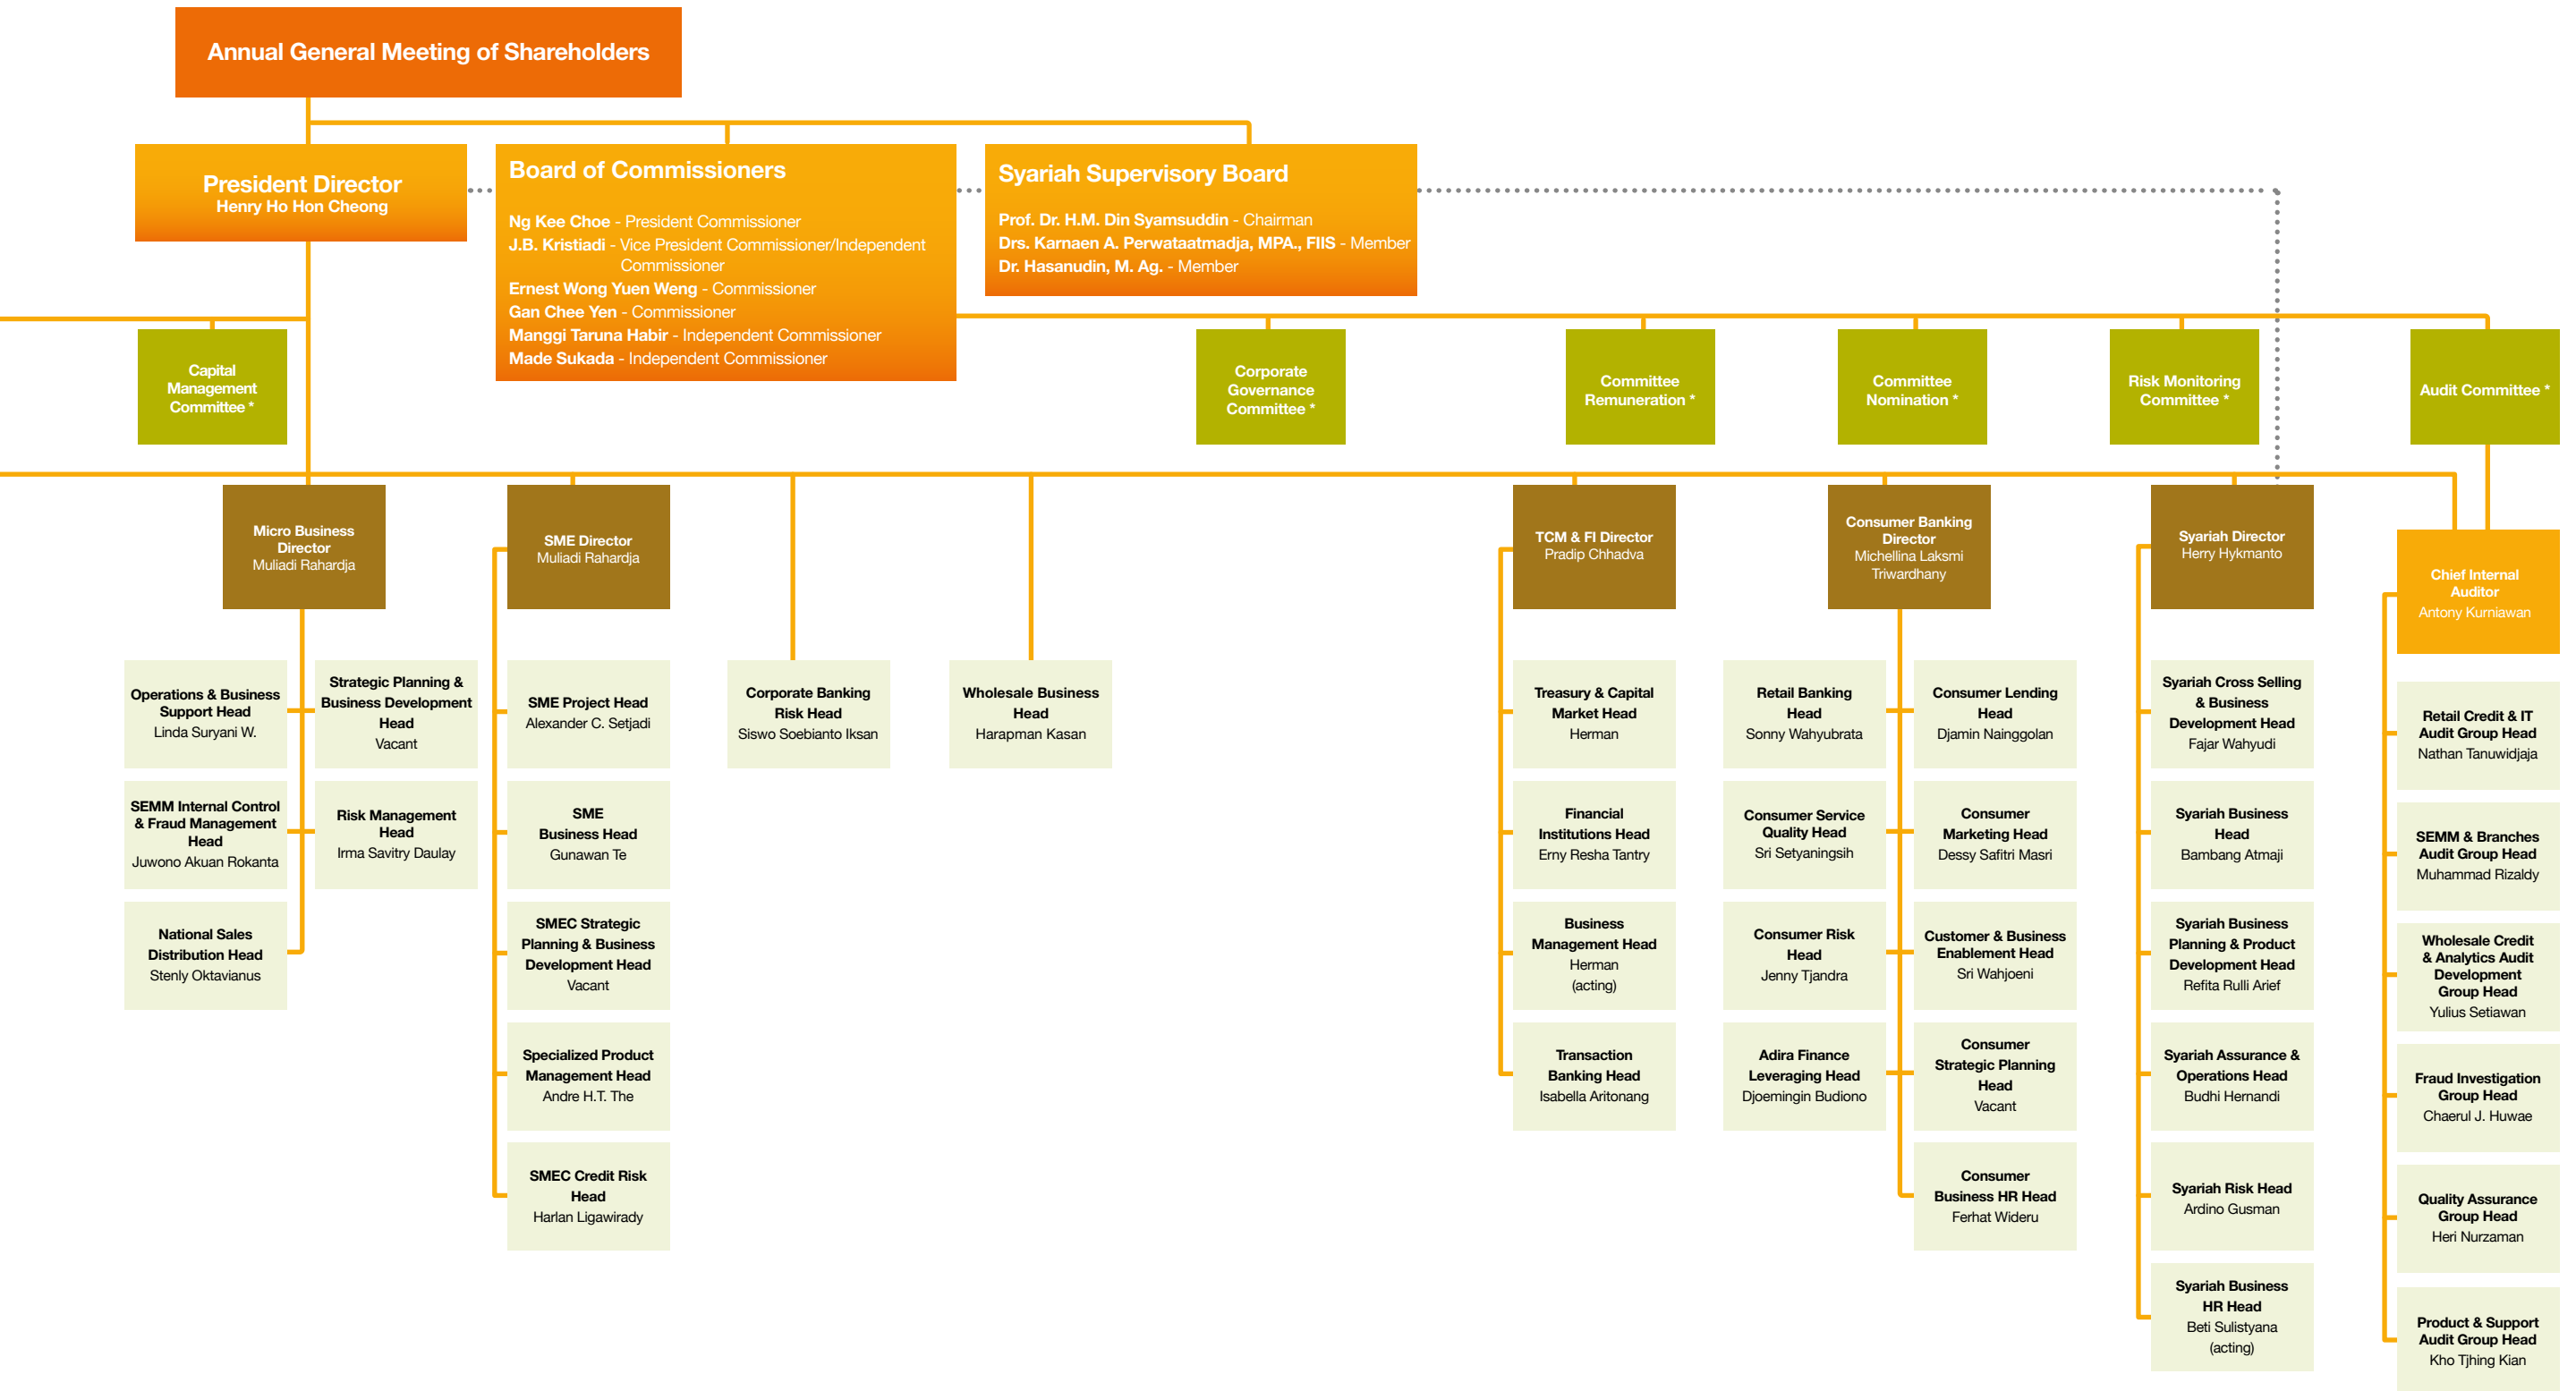 Annual General Meeting of Shareholders
President Director
Henry Ho Hon Cheong
Board of Commissioners
Ng Kee Choe - President Commissioner
J.B. Kristiadi - Vice President Commissioner/Independent
Commissioner
Ernest Wong Yuen Weng - Commissioner
Gan Chee Yen - Commissioner
Manggi Taruna Habir - Independent Commissioner
Made Sukada - Independent Commissioner
Syariah Supervisory Board
Prof. Dr. H.M. Din Syamsuddin - Chairman
Drs. Karnaen A. Perwataatmadja, MPA., FIIS - Member
Dr. Hasanudin, M. Ag. - Member
Capital
Management
Committee *
Corporate
Governance
Committee *
Committee
Remuneration *
Committee
Nomination *
Risk Monitoring
Committee *
Audit Committee *
Micro Business
Director
Muliadi Rahardja
SME Director
Muliadi Rahardja
TCM & FI Director
Pradip Chhadva
Consumer Banking
Director
Michellina Laksmi
Triwardhany
Syariah Director
Herry Hykmanto
Chief Internal
Auditor
Antony Kurniawan
Operations & Business
Support Head
Linda Suryani W.
SEMM Internal Control
& Fraud Management
Head
Juwono Akuan Rokanta
National Sales
Distribution Head
Stenly Oktavianus
Strategic Planning &
Business Development
Head
Vacant
Risk Management
Head
Irma Savitry Daulay
SME Project Head
Alexander C. Setjadi
SME
Business Head
Gunawan Te
SMEC Strategic
Planning & Business
Development Head
Vacant
Specialized Product
Management Head
Andre H.T. The
SMEC Credit Risk
Head
Harlan Ligawirady
Corporate Banking
Risk Head
Siswo Soebianto Iksan
Wholesale Business
Head
Harapman Kasan
Treasury & Capital
Market Head
Herman
Financial
Institutions Head
Erny Resha Tantry
Business
Management Head
Herman
(acting)
Transaction
Banking Head
Isabella Aritonang
Retail Banking
Head
Sonny Wahyubrata
Consumer Service
Quality Head
Sri Setyaningsih
Consumer Risk
Head
Jenny Tjandra
Adira Finance
Leveraging Head
Djoemingin Budiono
Consumer Lending
Head
Djamin Nainggolan
Consumer
Marketing Head
Dessy Safitri Masri
Customer & Business
Enablement Head
Sri Wahjoeni
Consumer
Strategic Planning
Head
Vacant
Consumer
Business HR Head
Ferhat Wideru
Syariah Cross Selling
& Business
Development Head
Fajar Wahyudi
Syariah Business
Head
Bambang Atmaji
Syariah Business
Planning & Product
Development Head
Refita Rulli Arief
Syariah Assurance &
Operations Head
Budhi Hernandi
Syariah Risk Head
Ardino Gusman
Syariah Business
HR Head
Beti Sulistyana
(acting)
Retail Credit & IT
Audit Group Head
Nathan Tanuwidjaja
SEMM & Branches
Audit Group Head
Muhammad Rizaldy
Wholesale Credit
& Analytics Audit
Development
Group Head
Yulius Setiawan
Fraud Investigation
Group Head
Chaerul J. Huwae
Quality Assurance
Group Head
Heri Nurzaman
Product & Support
Audit Group Head
Kho Tjhing Kian